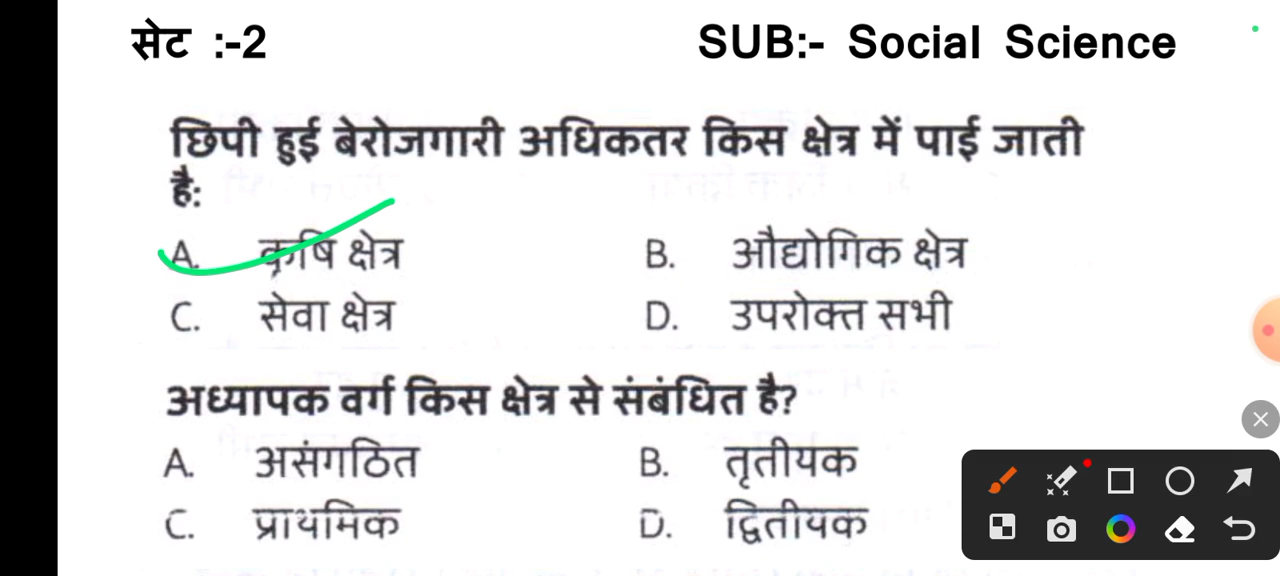 सेट :-2
SUB:- Social Science
छिपी हुई बेरोजगारी अधिकतर किस क्षेत्र में पाई जाती
है:
A. कृषि क्षेत्र
B. औद्योगिक क्षेत्र
C. सेवा क्षेत्र
D. उपरोक्त सभी
अध्यापक वर्ग किस क्षेत्र से संबंधित है?
A. असंगठित
B. तृतीयक
C. प्राथमिक
D. द्वितीयक